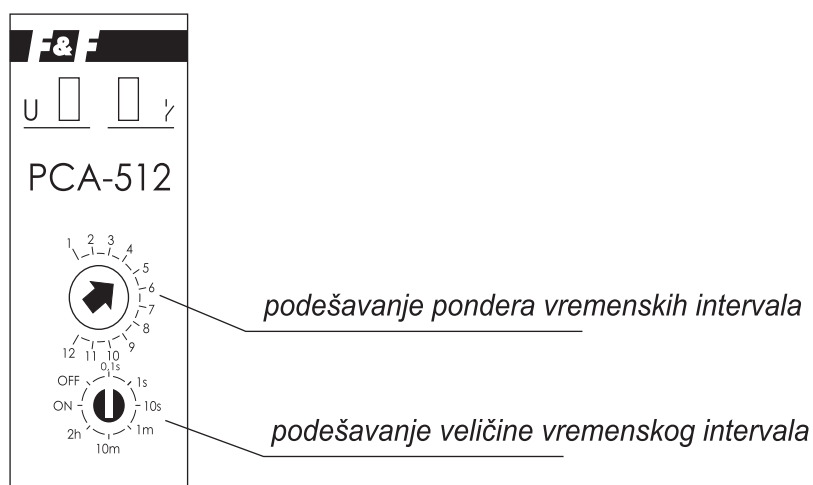 F&F
U
PCA-512
1 2 3 4 5 6 7 8 9 10 11 12
podešavanje pondera vremenskih intervala
0,1s 1s 10s 1m 10m 2h ON OFF
podešavanje veličine vremenskog intervala